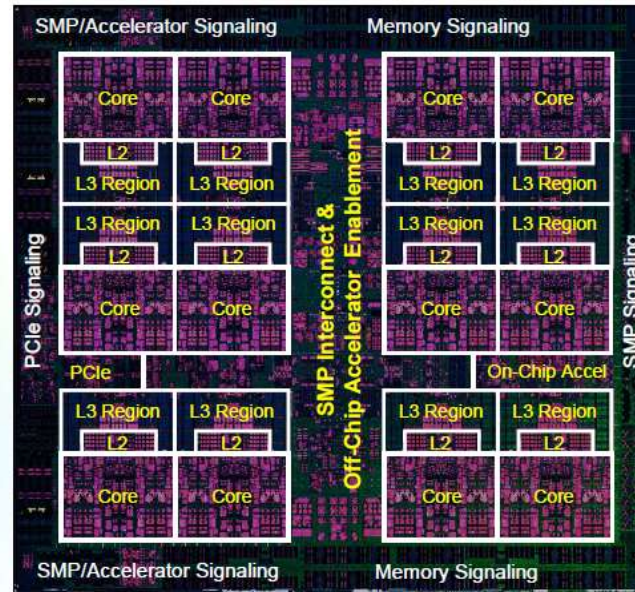 SMP/Accelerator Signaling Memory Signaling
Core Core Core Core
L2 L2 L2 L2
L3 Region L3 Region L3 Region L3 Region
L3 Region L3 Region L3 Region L3 Region
L2 L2 L2 L2
Core Core Core Core
PCIe Signaling
SMP Interconnect &
Off-Chip Accelerator Enablement
SMP Signaling
PCIe On-Chip Accel
L3 Region L3 Region L3 Region L3 Region
L2 L2 L2 L2
Core Core Core Core
SMP/Accelerator Signaling Memory Signaling